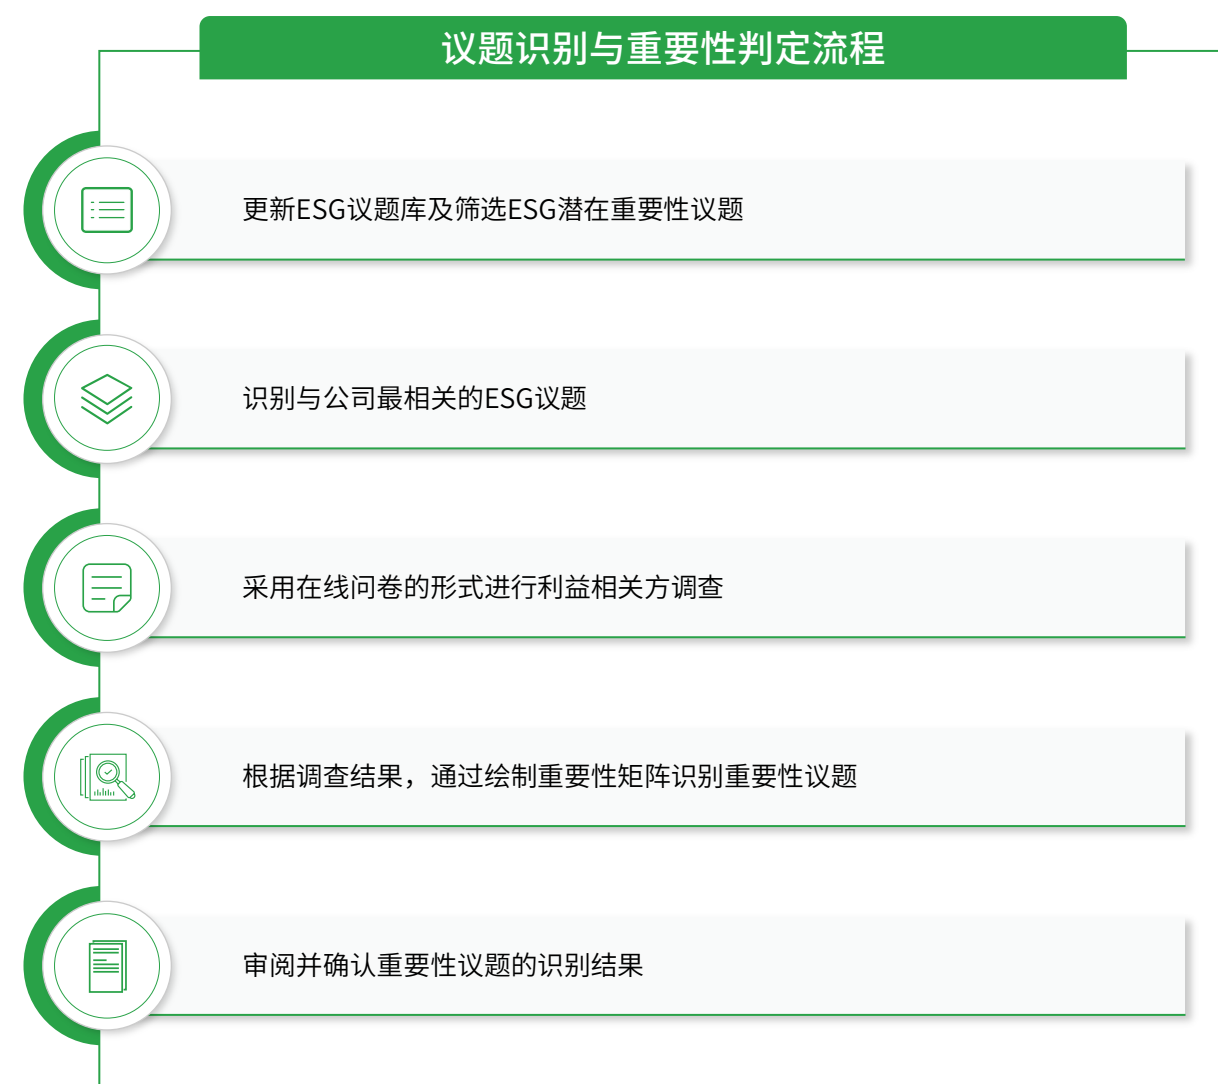 议题识别与重要性判定流程
更新ESG议题库及筛选ESG潜在重要性议题
识别与公司最相关的ESG议题
采用在线问卷的形式进行利益相关方调查
根据调查结果，通过绘制重要性矩阵识别重要性议题
审阅并确认重要性议题的识别结果